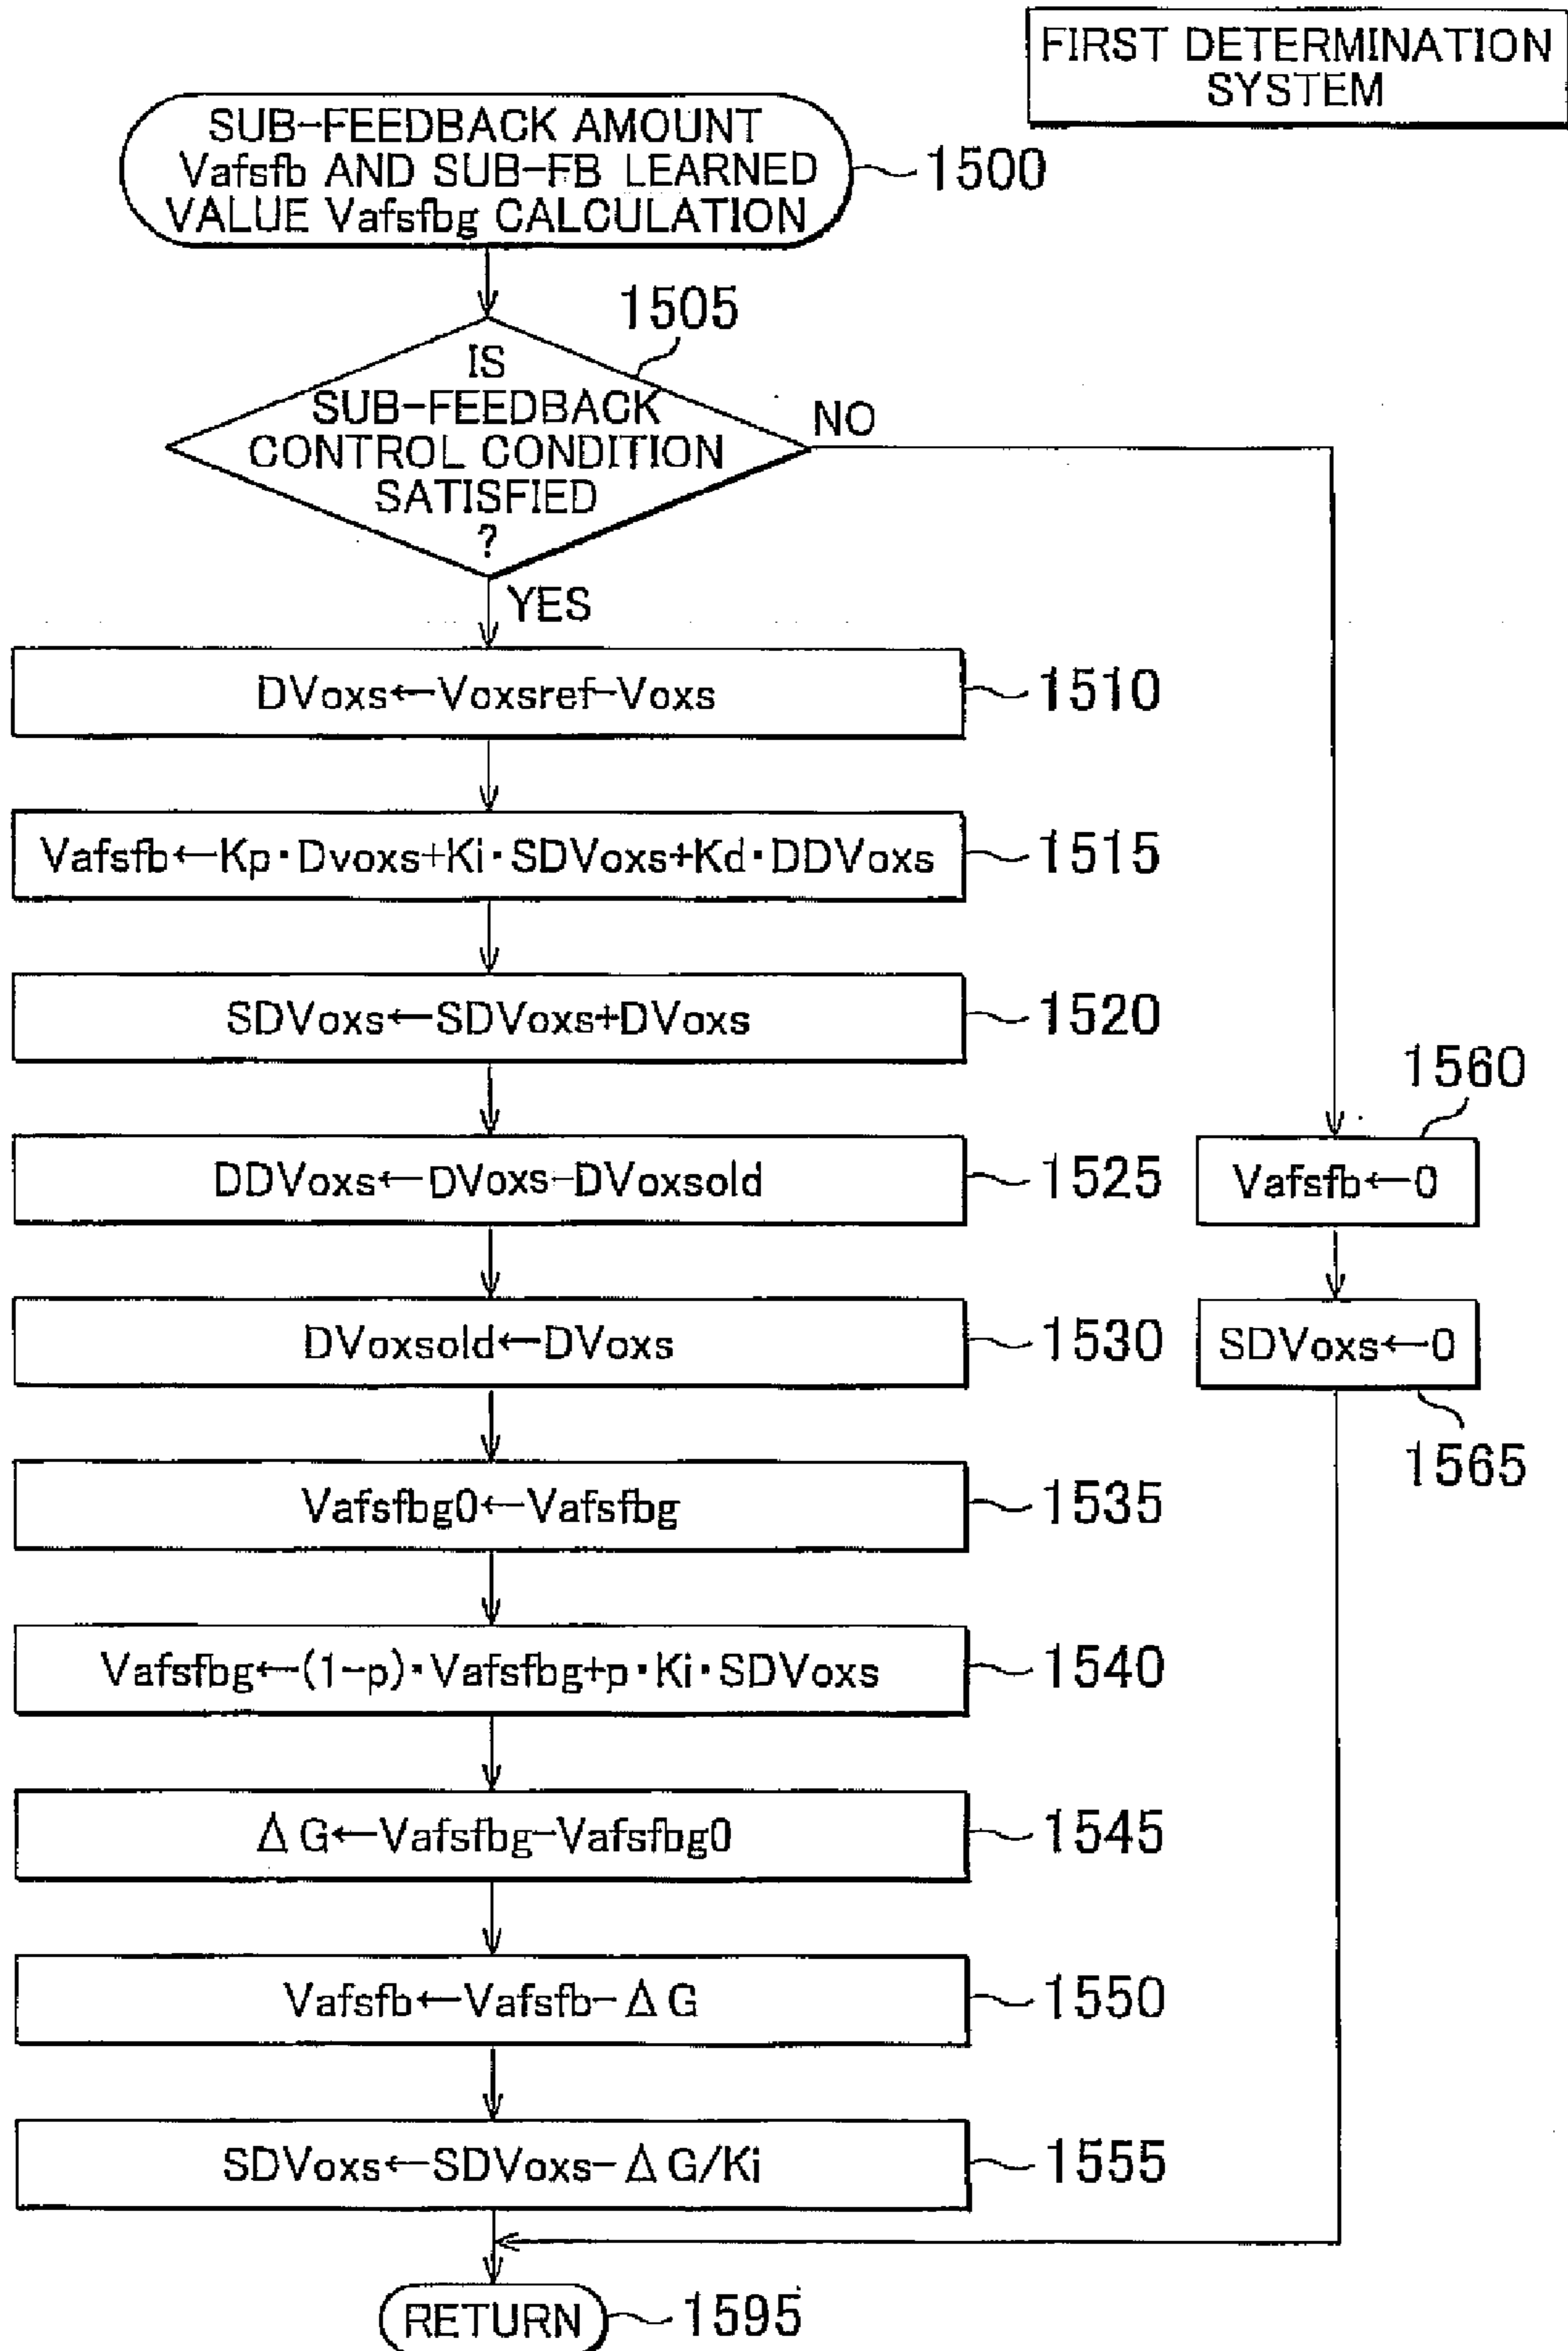 FIRST DETERMINATION
SYSTEM
SUB-FEEDBACK AMOUNT
Vafsfb AND SUB-FB LEARNED
VALUE Vafsfbg CALCULATION
1500
1505
IS
SUB-FEEDBACK
CONTROL CONDITION
SATISFIED
?
NO
YES
DVoxs←Voxsref-Voxs
1510
Vafsfb←Kp・Dvoxs+Ki・SDVoxs+Kd・DDVoxs
1515
SDVoxs←SDVoxs+DVoxs
1520
DDVoxs←DVoxs-DVoxsold
1525
1560
Vafsfb←0
DVoxsold←DVoxs
1530
SDVoxs←0
1565
Vafsfbg0←Vafsfbg
1535
Vafsfbg←(1-p)・Vafsfbg+p・Ki・SDVoxs
1540
ΔG←Vafsfbg-Vafsfbg0
1545
Vafsfb←Vafsfb-ΔG
1550
SDVoxs←SDVoxs-ΔG/Ki
1555
RETURN
1595